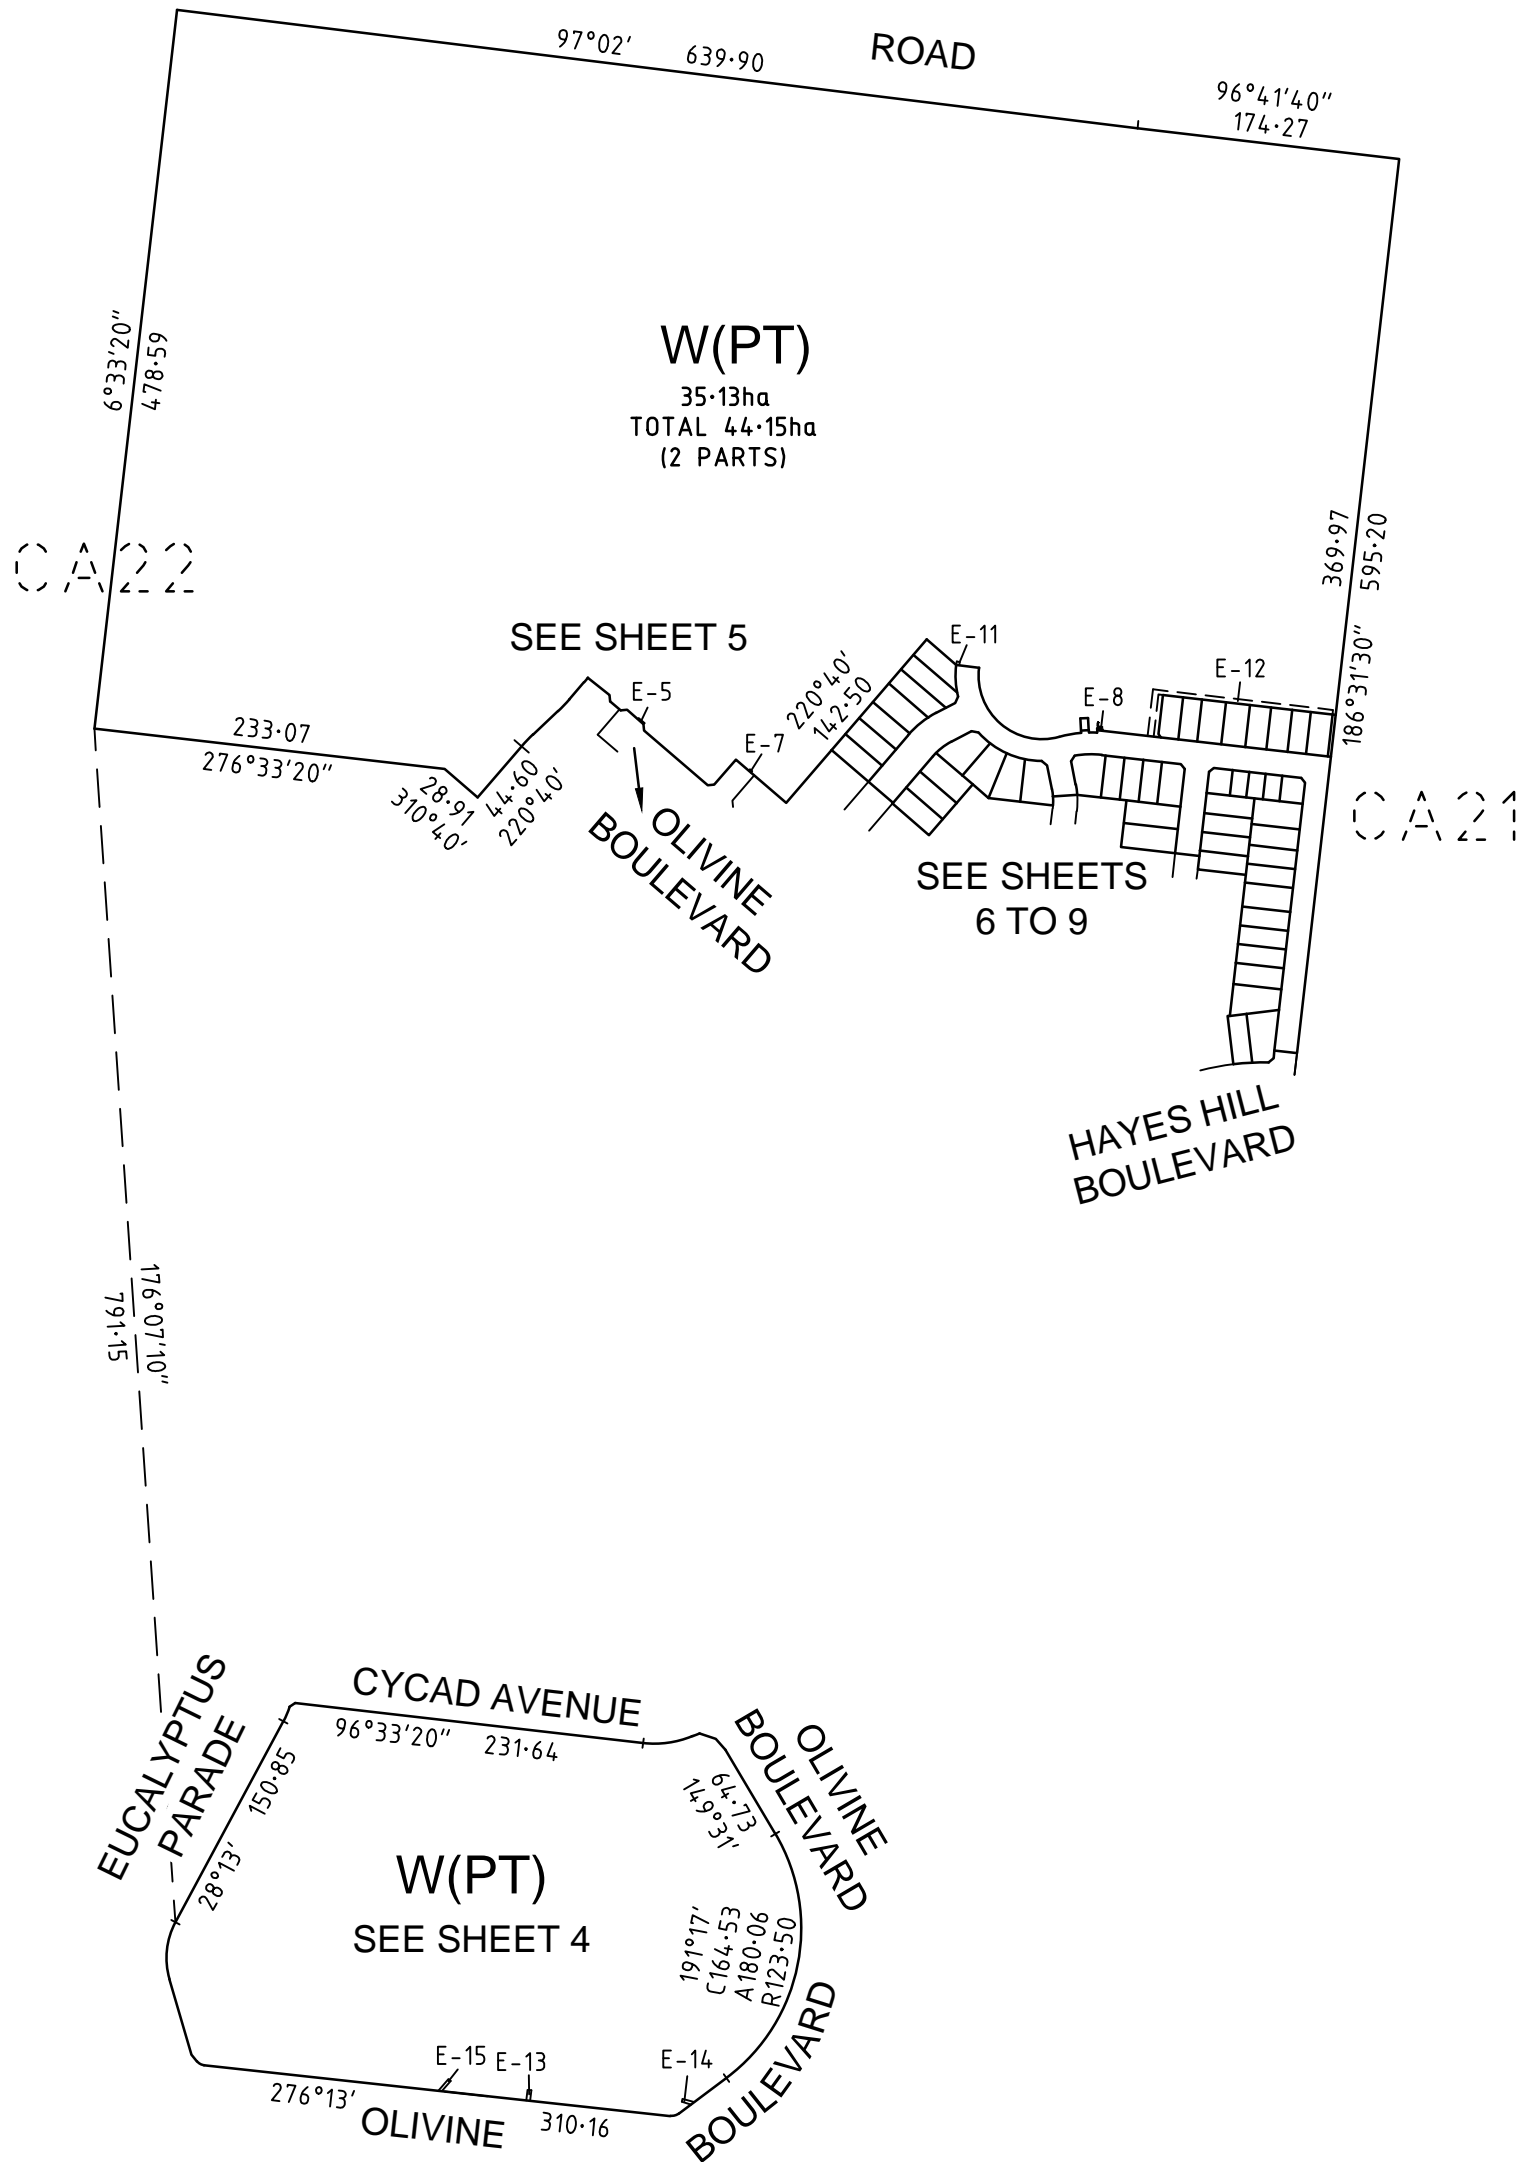 97°02' 639·90
ROAD
96°41'40"
174·27
6°33'20"
478·59
W(PT)
35·13ha
TOTAL 44·15ha
(2 PARTS)
369·97
595·20
186°31'30"
CA22
CA21
SEE SHEET 5
E-5
E-7
220°40'
142·50
E-11
E-8
E-12
233·07
276°33'20"
28·91
310°40'
44·60
220°40'
OLIVINE
BOULEVARD
SEE SHEETS
6 TO 9
HAYES HILL
BOULEVARD
176°07'10"
791·15
EUCALYPTUS
PARADE
CYCAD AVENUE
96°33'20" 231·64
OLIVINE
BOULEVARD
28°13' 150·85
64·73
149°31'
W(PT)
SEE SHEET 4
191°17'
C164·53
A180·06
R123·50
E-15
E-13
E-14
276°13'
310·16
OLIVINE
BOULEVARD